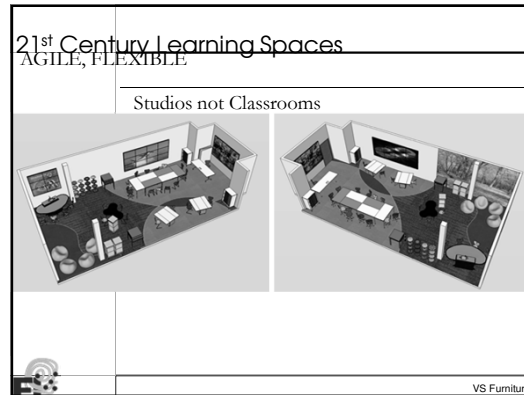 21st Century Learning Spaces
AGILE, FLEXIBLE
Studios not Classrooms
VS Furnitur